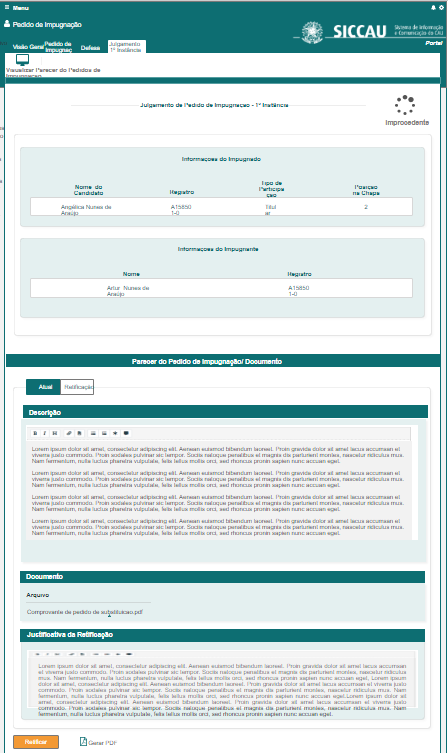 Menu
Pedido de Impugnação
SICCAU
Sistema de Informação
e Comunicação do CAU
Portal
Visão Geral
Pedido de
Impugnaç
Defesa
Julgamento
1ª Instância
Visualizar Parecer do Pedidos de
Impugnação
Julgamento de Pedido de Impugnação - 1ª Instância
Improcedente
Informaçoes do Impugnado
Nome do
Candidato
Registro
Tipo de
Participa
çao
Posiçao
na Chapa
Angélica Nunes de
Araújo
A15850
1-0
Titul
ar
2
Informaçoes do Impugnante
Nome
Registro
Artur Nunes de
Araújo
A15850
1-0
Parecer do Pedido de Impugnação/ Documento
Atual
Retificação
Descrição
B I H
Lorem ipsum dolor sit amet, consectetur adipiscing elit. Aenean euismod bibendum laoreet. Proin gravida dolor sit amet lacus accumsan et
viverra justo commodo. Proin sodales pulvinar sic tempor. Sociis natoque penatibus et magnis dis parturient montes, nascetur ridiculus mus.
Nam fermentum, nulla luctus pharetra vulputate, felis tellus mollis orci, sed rhoncus pronin sapien nunc accuan eget.
Lorem ipsum dolor sit amet, consectetur adipiscing elit. Aenean euismod bibendum laoreet. Proin gravida dolor sit amet lacus accumsan et
viverra justo commodo. Proin sodales pulvinar sic tempor. Sociis natoque penatibus et magnis dis parturient montes, nascetur ridiculus mus.
Nam fermentum, nulla luctus pharetra vulputate, felis tellus mollis orci, sed rhoncus pronin sapien nunc accuan eget.
Lorem ipsum dolor sit amet, consectetur adipiscing elit. Aenean euismod bibendum laoreet. Proin gravida dolor sit amet lacus accumsan et
viverra justo commodo. Proin sodales pulvinar sic tempor. Sociis natoque penatibus et magnis dis parturient montes, nascetur ridiculus mus.
Nam fermentum, nulla luctus pharetra vulputate, felis tellus mollis orci, sed rhoncus pronin sapien nunc accuan eget.
Lorem ipsum dolor sit amet, consectetur adipiscing elit. Aenean euismod bibendum laoreet. Proin gravida dolor sit amet lacus accumsan et
viverra justo commodo. Proin sodales pulvinar sic tempor. Sociis natoque penatibus et magnis dis parturient montes, nascetur ridiculus mus.
Nam fermentum, nulla luctus pharetra vulputate, felis tellus mollis orci, sed rhoncus pronin sapien nunc accuan eget.
Documento
Arquivo
Comprovante de pedido de substituicao.pdf
Justificativa da Retificação
Lorem ipsum dolor sit amet, consectetur adipiscing elit. Aenean euismod bibendum laoreet. Proin gravida dolor sit amet lacus accumsan
et viverra justo commodo. Proin sodales pulvinar sic tempor. Sociis natoque penatibus et magnis dis parturient montes, nascetur ridiculus
mus. Nam fermentum, nulla luctus pharetra vulputate, felis tellus mollis orci, sed rhoncus pronin sapien nunc accuan eget. Lorem ipsum
dolor sit amet, consectetur adipiscing elit. Aenean euismod bibendum laoreet. Proin gravida dolor sit amet lacus accumsan et viverra justo
commodo. Proin sodales pulvinar sic tempor. Sociis natoque penatibus et magnis dis parturient montes, nascetur ridiculus mus. Nam
fermentum, nulla luctus pharetra vulputate, felis tellus mollis orci, sed rhoncus pronin sapien nunc accuan eget.Lorem ipsum dolor sit
amet, consectetur adipiscing elit. Aenean euismod bibendum laoreet. Proin gravida dolor sit amet lacus accumsan et viverra justo
commodo. Proin sodales pulvinar sic tempor. Sociis natoque penatibus et magnis dis parturient montes, nascetur ridiculus mus. Nam
fermentum, nulla luctus pharetra vulputate, felis tellus mollis orci, sed rhoncus pronin sapien nunc accuan eget.
Retificar
Gerar PDF